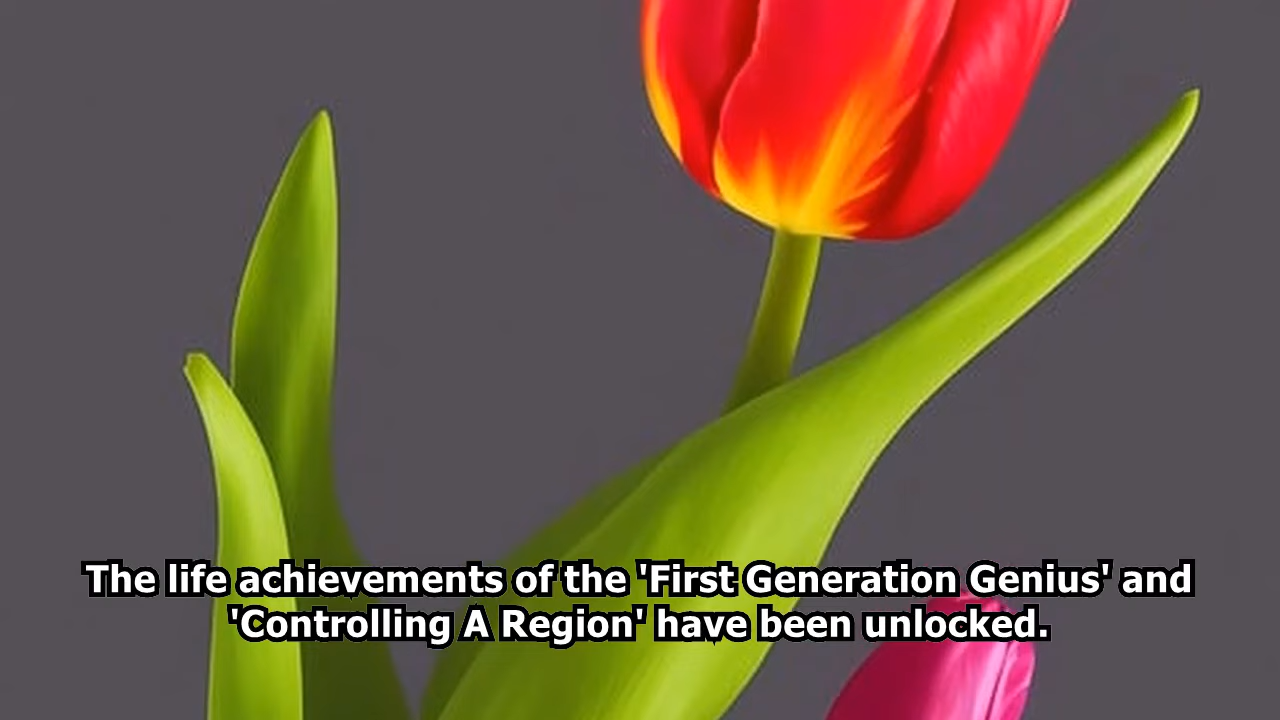 The life achievements of the 'First Generation Genius' and
'Controlling A Region' have been unlocked.